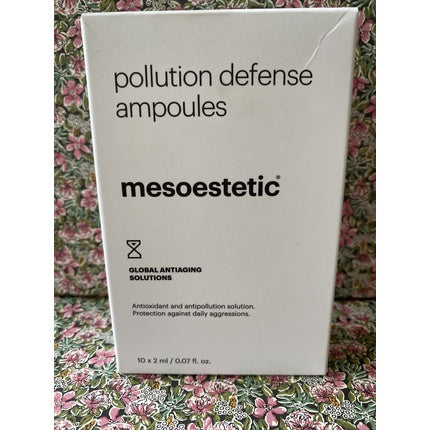 pollution defense
ampoules
mesoestetic®
GLOBAL ANTIAGING
SOLUTIONS
Antioxidant and antipollution solution.
Protection against daily aggressions.
10 x 2 ml / 0.07 fl. oz.